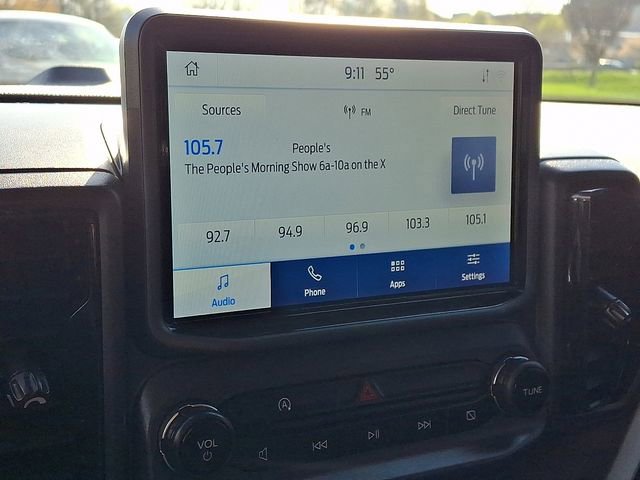 9:11 55°
Sources FM Direct Tune
105.7 People's
The People's Morning Show 6a-10a on the X
92.7 94.9 96.9 103.3 105.1
Audio Phone Apps Settings
VOL TUNE